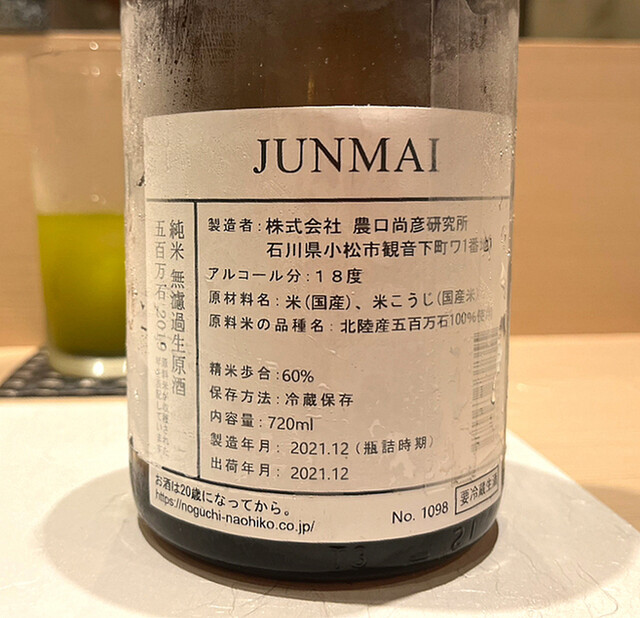 JUNMAI
純米 無濾過生原酒
五百万石 2019
製造者：株式会社 農口尚彦研究所
石川県小松市観音下町ワ1番
アルコール分：１８度
原材料名：米（国産）、米こうじ（国産米
原料米の品種名：北陸産五百万石100%使用
精米歩合：60%
保存方法：冷蔵保存
内容量：720ml
製造年月： 2021.12（瓶詰時期）
出荷年月： 2021.12
お酒は20歳になってから。
https://noguchi-naohiko.co.jp/
No. 1098
要冷蔵生酒